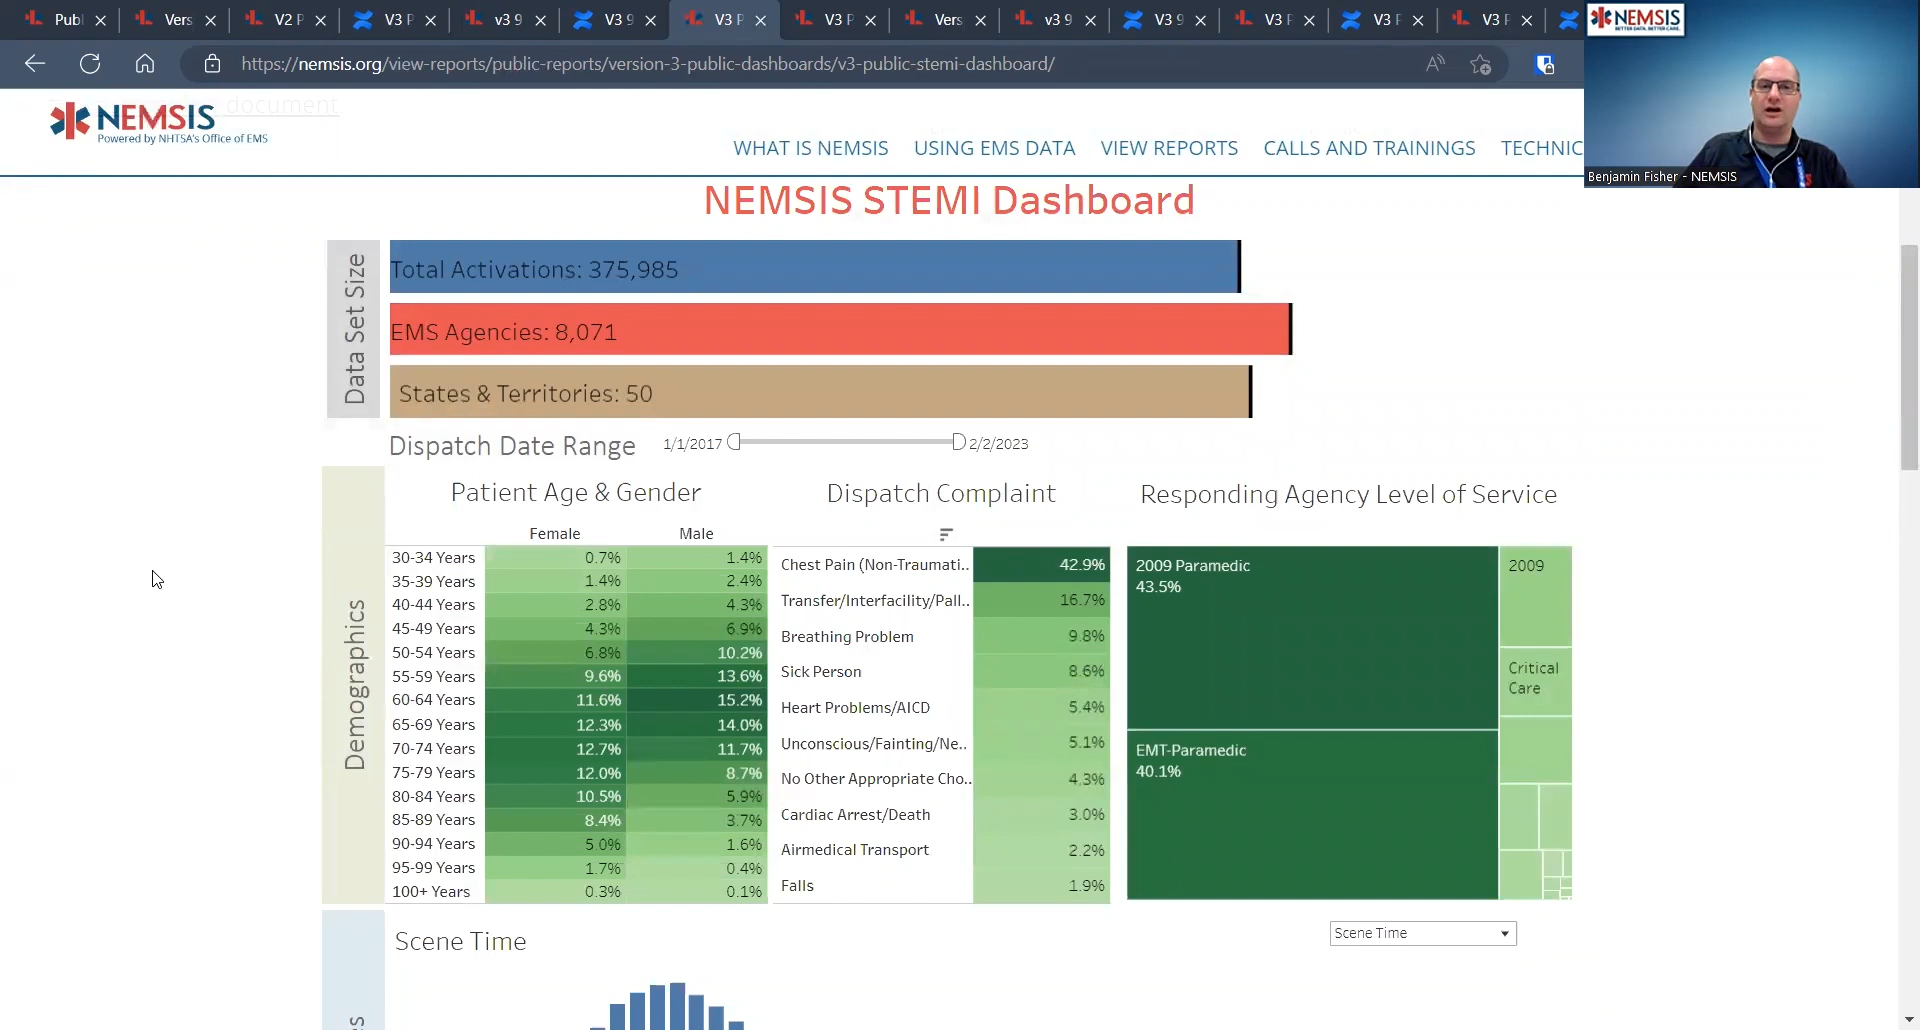 Publ
Vers
V2 P
V3 P
v3 9
V3 9
V3 P
V3 P
Vers
v3 9
V3 9
V3 P
V3 P
V3 P
https://nemsis.org/view-reports/public-reports/version-3-public-dashboards/v3-public-stemi-dashboard/
NEMSIS
BETTER DATA. BETTER CARE.
Benjamin Fisher - NEMSIS
document
NEMSIS
Powered by NHTSA's Office of EMS
WHAT IS NEMSIS USING EMS DATA VIEW REPORTS CALLS AND TRAININGS TECHNIC
NEMSIS STEMI Dashboard
Data Set Size
Total Activations: 375,985
EMS Agencies: 8,071
States & Territories: 50
Dispatch Date Range 1/1/2017 2/2/2023
Demographics
Patient Age & Gender
Female Male
30-34 Years 0.7% 1.4%
35-39 Years 1.4% 2.4%
40-44 Years 2.8% 4.3%
45-49 Years 4.3% 6.9%
50-54 Years 6.8% 10.2%
55-59 Years 9.6% 13.6%
60-64 Years 11.6% 15.2%
65-69 Years 12.3% 14.0%
70-74 Years 12.7% 11.7%
75-79 Years 12.0% 8.7%
80-84 Years 10.5% 5.9%
85-89 Years 8.4% 3.7%
90-94 Years 5.0% 1.6%
95-99 Years 1.7% 0.4%
100+ Years 0.3% 0.1%
Dispatch Complaint
Chest Pain (Non-Traumati.. 42.9%
Transfer/Interfacility/Pall.. 16.7%
Breathing Problem 9.8%
Sick Person 8.6%
Heart Problems/AICD 5.4%
Unconscious/Fainting/Ne.. 5.1%
No Other Appropriate Cho.. 4.3%
Cardiac Arrest/Death 3.0%
Airmedical Transport 2.2%
Falls 1.9%
Responding Agency Level of Service
2009 Paramedic
43.5%
EMT-Paramedic
40.1%
2009
Critical
Care
Scene Time
Scene Time